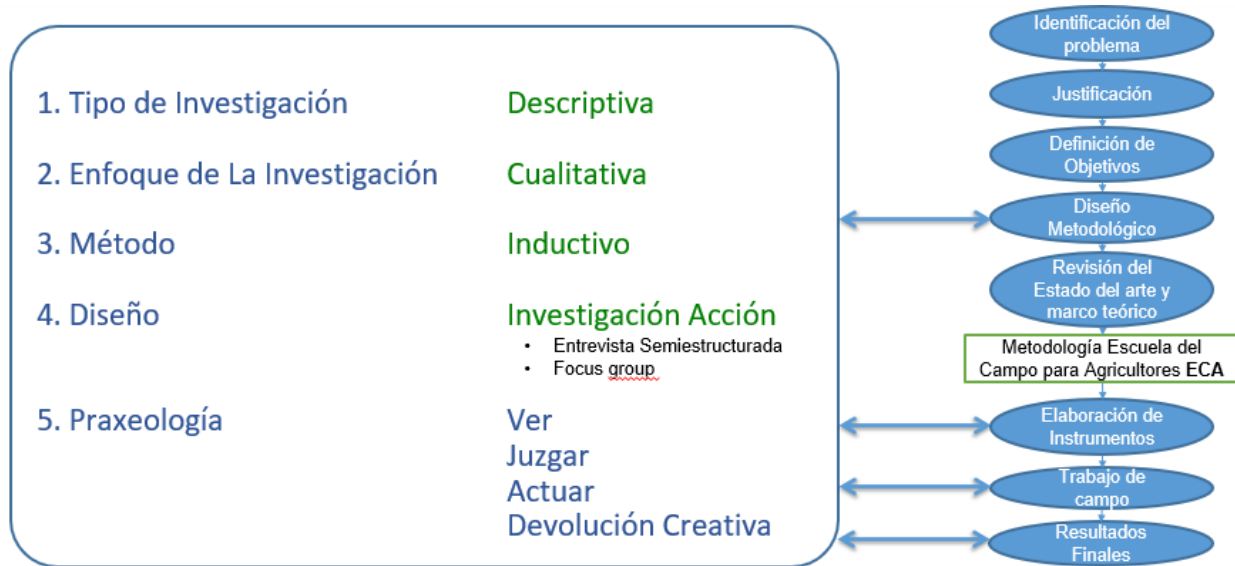 1. Tipo de Investigación
Descriptiva
2. Enfoque de La Investigación
Cualitativa
3. Método
Inductivo
4. Diseño
Investigación Acción
• Entrevista Semiestructurada
• Focus group
5. Praxeología
Ver
Juzgar
Actuar
Devolución Creativa
Identificación del
problema
Justificación
Definición de
Objetivos
Diseño
Metodológico
Revisión del
Estado del arte y
marco teórico
Metodología Escuela del
Campo para Agricultores ECA
Elaboración de
Instrumentos
Trabajo de
campo
Resultados
Finales